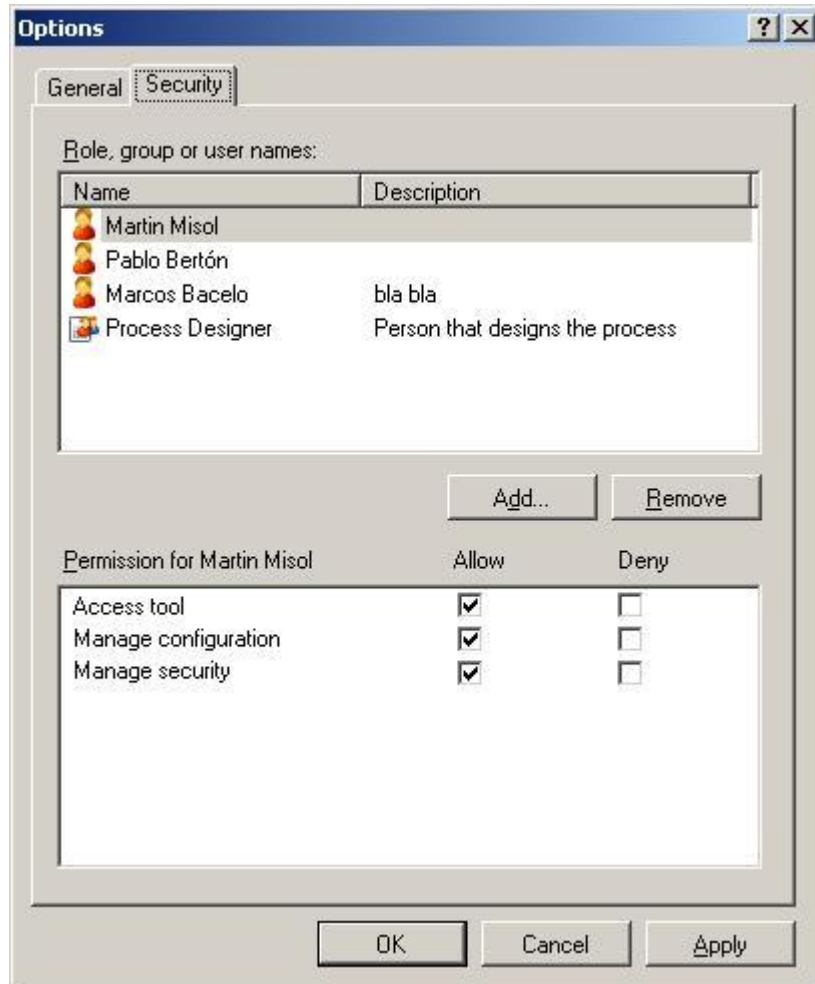 Options
General Security
Role, group or user names:
Name Description
Martin Misol
Pablo Bertón
Marcos Bacelo bla bla
Process Designer Person that designs the process
Add... Remove
Permission for Martin Misol Allow Deny
Access tool
Manage configuration
Manage security
OK Cancel Apply